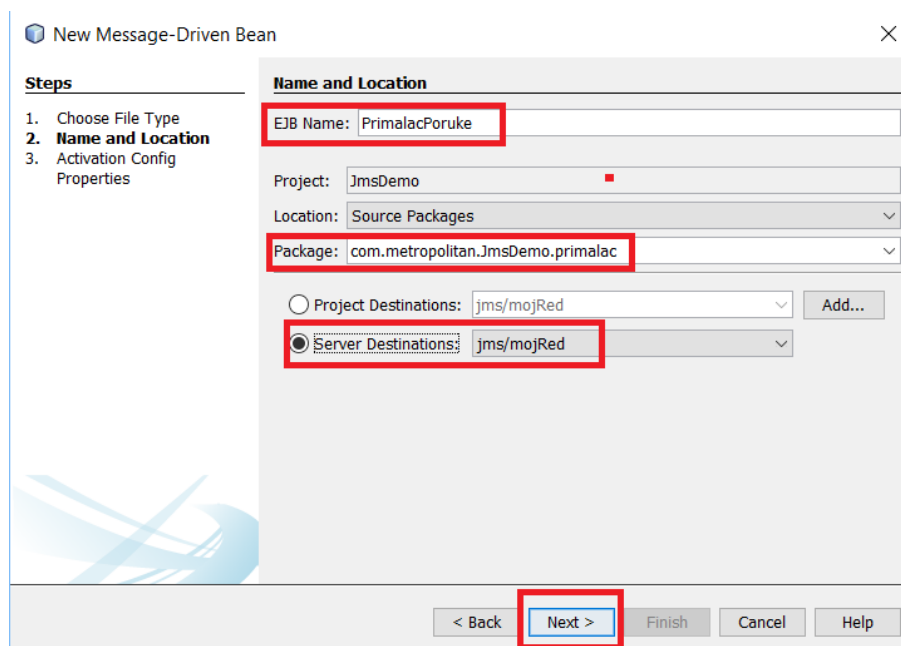 New Message-Driven Bean
Steps
1. Choose File Type
2. Name and Location
3. Activation Config
Properties
Name and Location
EJB Name: PrimalacPoruke
Project: JmsDemo
Location: Source Packages
Package: com.metropolitan.JmsDemo.primalac
Project Destinations: jms/mojRed Add...
Server Destinations: jms/mojRed
< Back Next > Finish Cancel Help